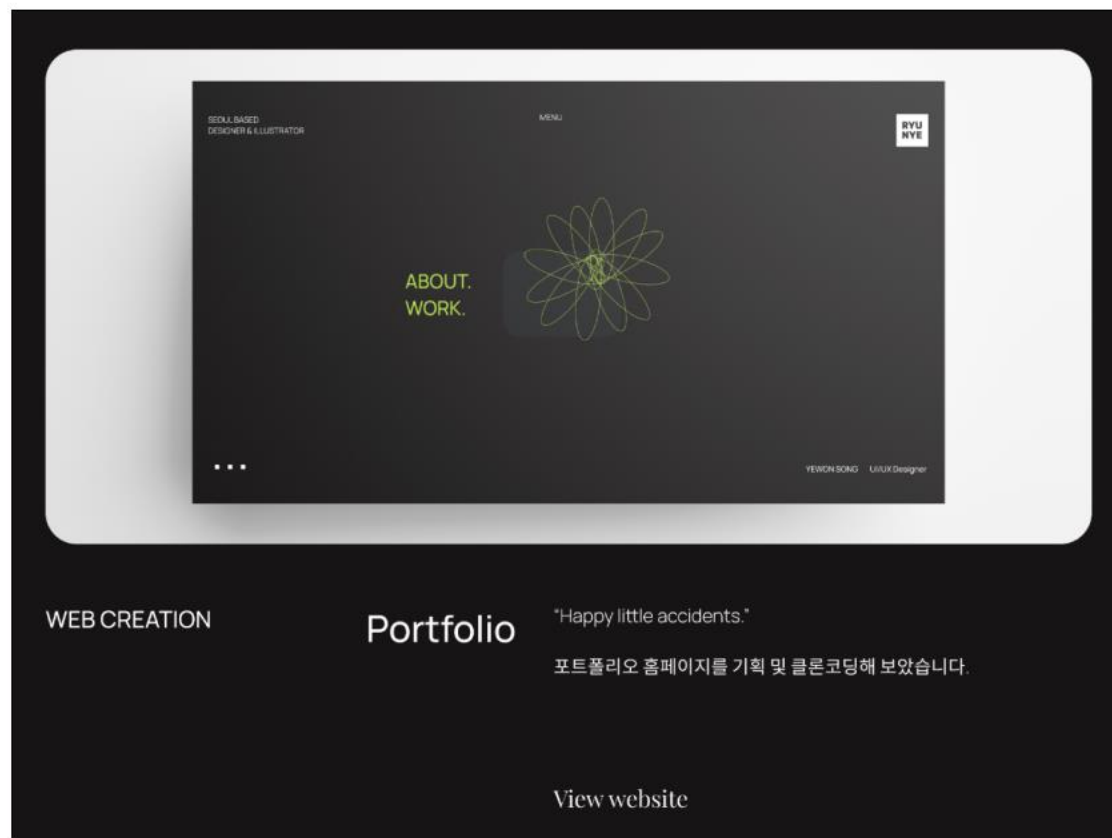 SEOUL BASED
DESIGNER & ILLUSTRATOR
MENU
RYU
NYE
ABOUT.
WORK.
YEWON SONG UI/UX Designer
WEB CREATION
Portfolio
“Happy little accidents.”
포트폴리오 홈페이지를 기획 및 클론코딩해 보았습니다.
View website